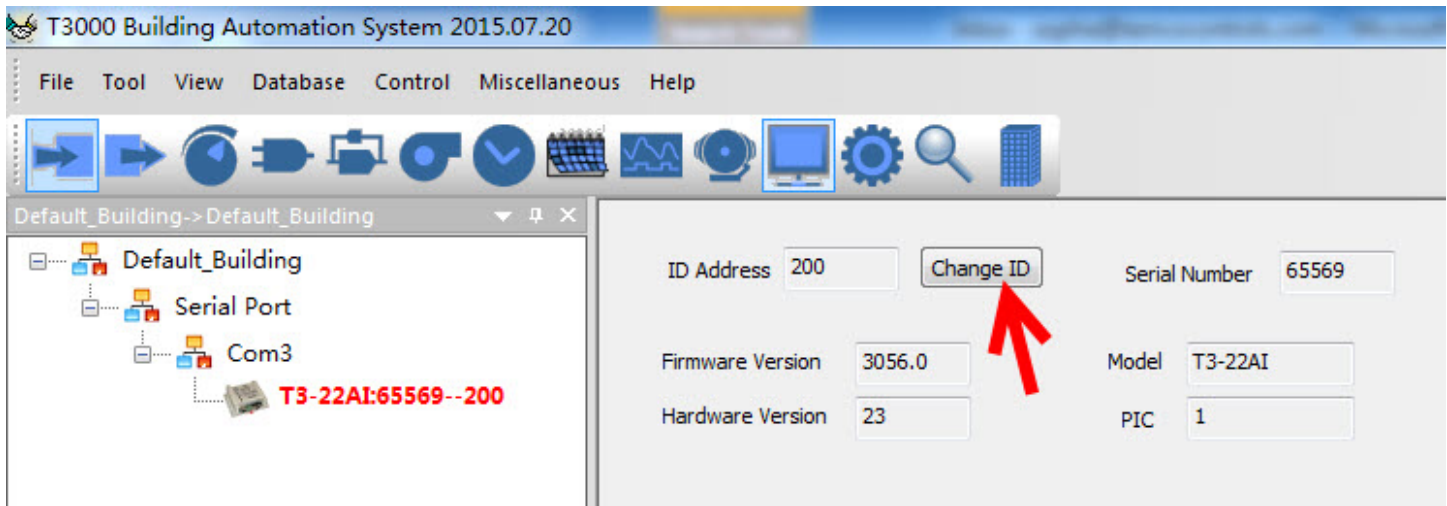 T3000 Building Automation System 2015.07.20
File Tool View Database Control Miscellaneous Help
Default_Building->Default_Building
Default_Building
Serial Port
Com3
T3-22AI:65569--200
ID Address 200 Change ID Serial Number 65569
Firmware Version 3056.0 Model T3-22AI
Hardware Version 23 PIC 1